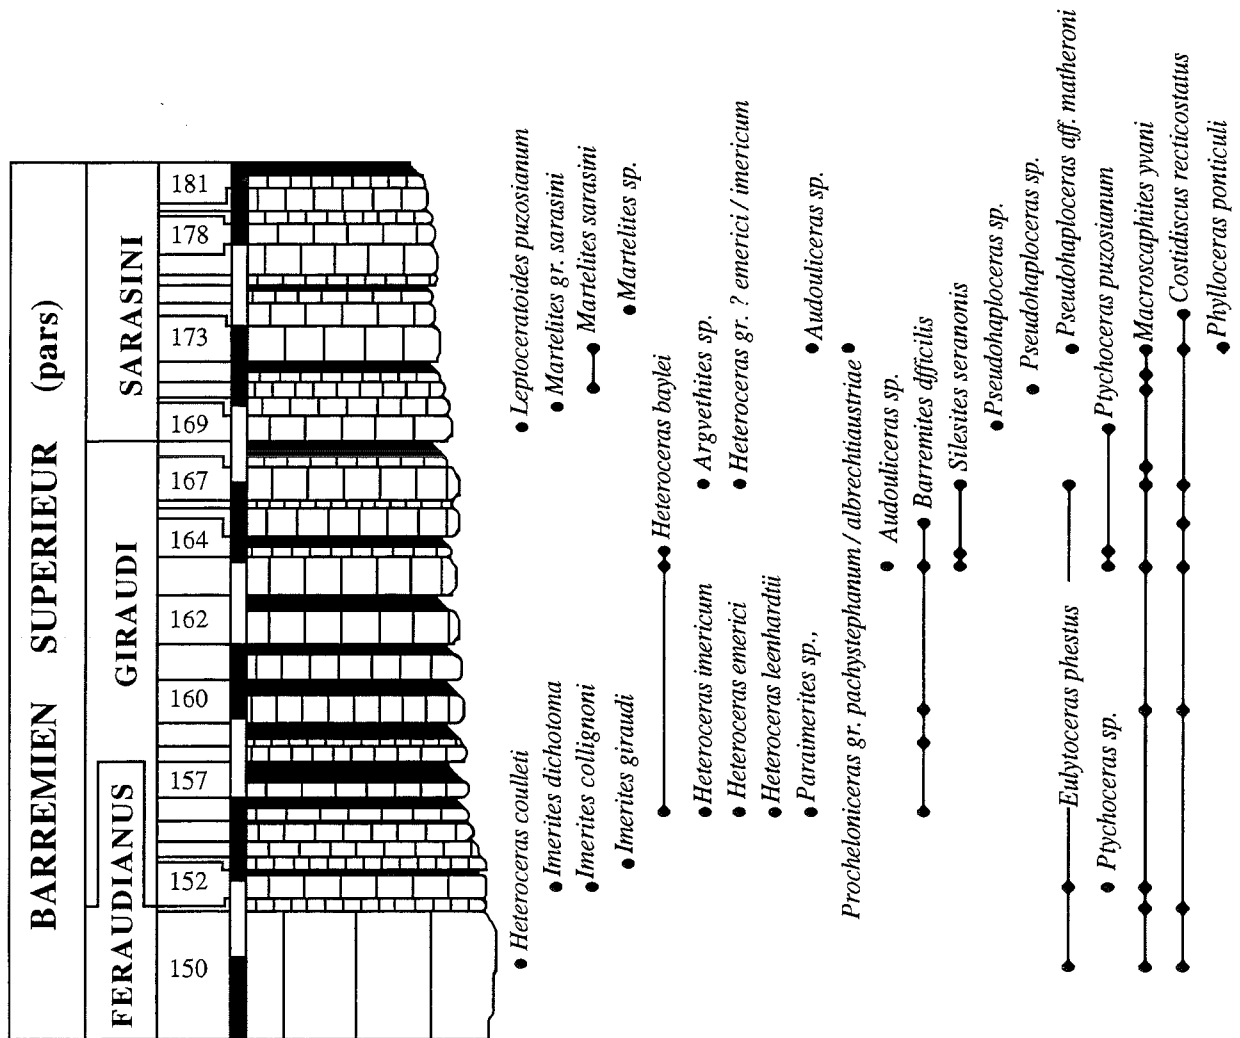 BARREMIEN SUPERIEUR (pars)
FERAUDIANUS
GIRAUDI
SARASINI
181
178
173
169
167
164
162
160
157
152
150
Heteroceras coulleti
Leptoceratoides puzosianum
Imerites dichotoma
Martelites gr. sarasini
Imerites collignoni
Martelites sarasini
Imerites giraudi
Martelites sp.
Heteroceras baylei
Heteroceras imericum
Argvethites sp.
Heteroceras emerici
Heteroceras gr. ? emerici / imericum
Heteroceras leenhardtii
Paraimerites sp.,
Audouliceras sp.
Procheloniceras gr. pachystephanum / albrechtiaustriae
Audouliceras sp.
Barremites dfficilis
Silesites seranonis
Pseudohaploceras sp.
Pseudohaploceras sp.
Eulytoceras phestus
Pseudohaploceras aff. matheroni
Ptychoceras sp.
Ptychoceras puzosianum
Macroscaphites yvani
Costidiscus recticostatus
Phylloceras ponticuli